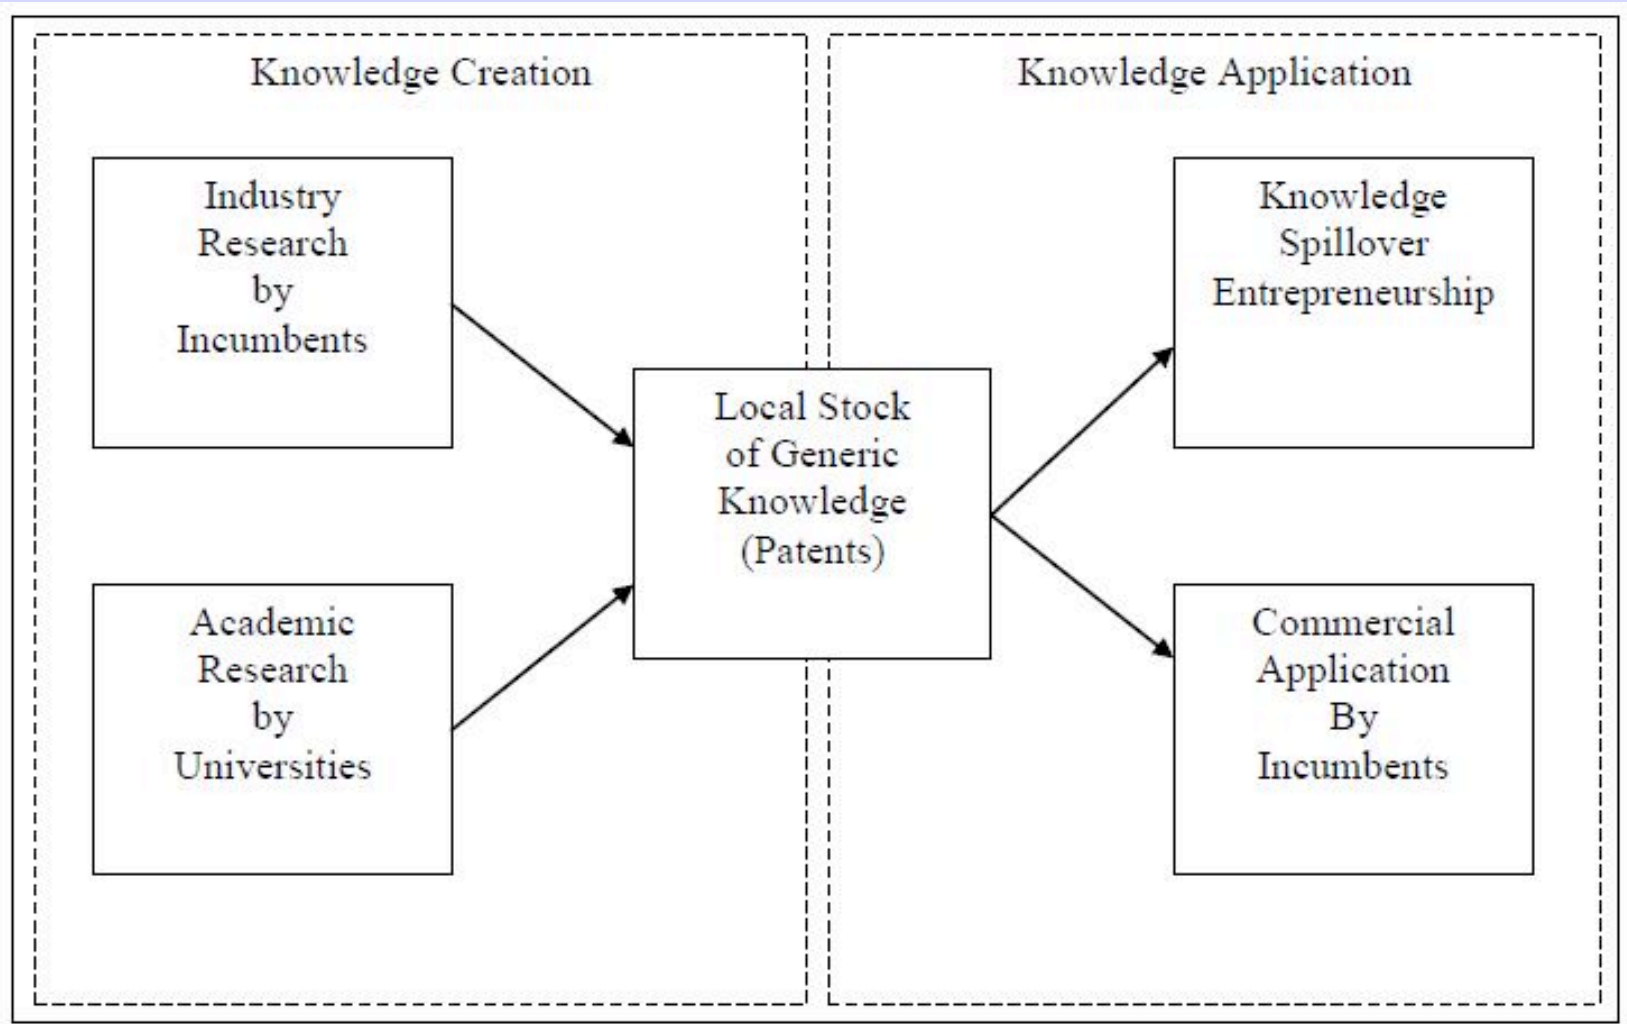 Knowledge Creation
Knowledge Application
Industry
Research
by
Incumbents
Knowledge
Spillover
Entrepreneurship
Local Stock
of Generic
Knowledge
(Patents)
Academic
Research
by
Universities
Commercial
Application
By
Incumbents